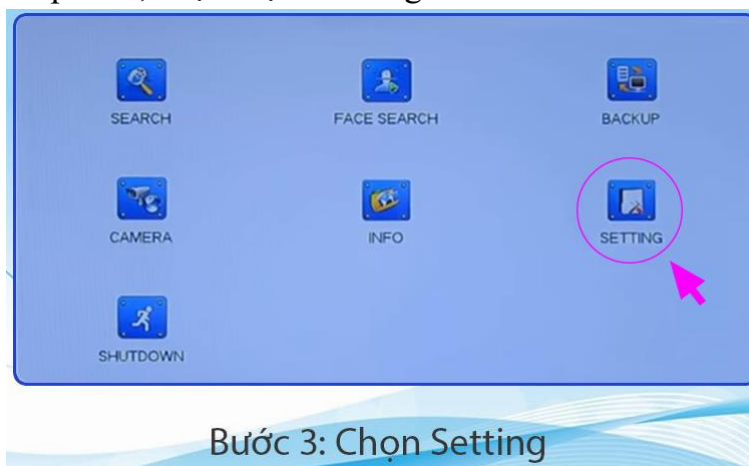 SEARCH FACE SEARCH BACKUP
CAMERA INFO SETTING
SHUTDOWN
Bước 3: Chọn Setting